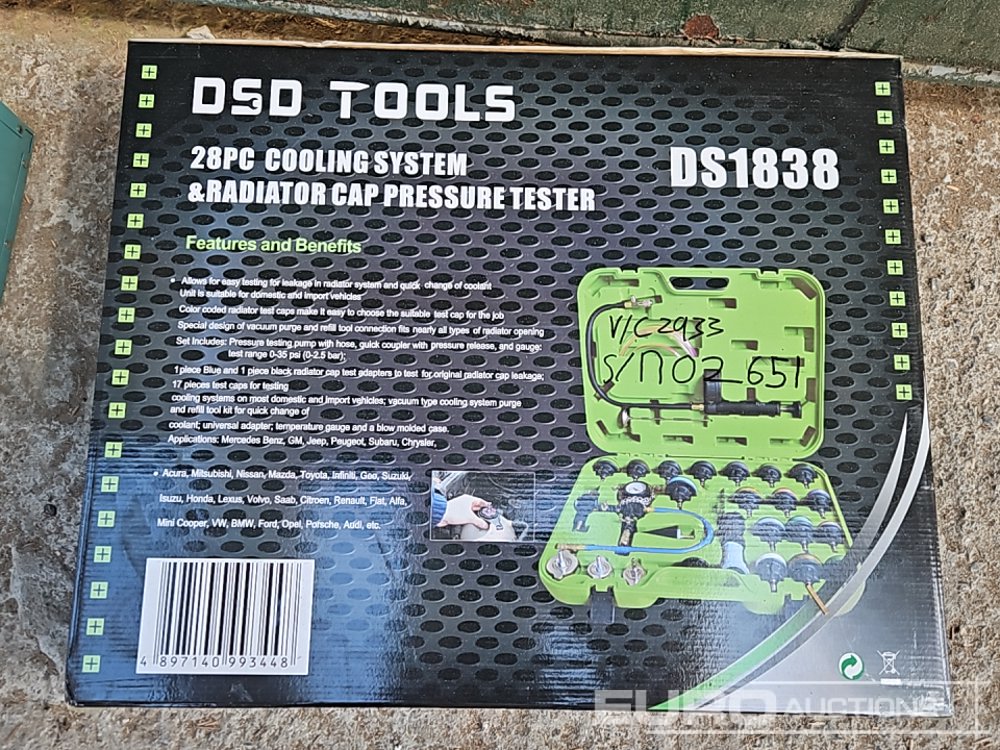 DSD TOOLS
28PC COOLING SYSTEM
&RADIATOR CAP PRESSURE TESTER
DS1838
Features and Benefits
• Allows for easy testing for leakage in radiator system and quick change of coolant
Unit is suitable for domestic and import vehicles
Color coded radiator test caps make it easy to choose the suitable test cap for the job
Special design of vacuum purge and refill tool connection fits nearly all types of radiator opening
Set Includes: Pressure testing pump with hose, quick coupler with pressure release, and gauge:
test range 0-35 psi (0-2.5 bar);
1 piece Blue and 1 piece black radiator cap test adapters to test for original radiator cap leakage;
17 pieces test caps for testing
cooling systems on most domestic and import vehicles; vacuum type cooling system purge
and refill tool kit for quick change of
coolant; universal adapter; temperature gauge and a blow molded case.
Applications: Mercedes Benz, GM, Jeep, Peugeot, Subaru, Chrysler,
• Acura, Mitsubishi, Nissan, Mazda, Toyota, Infiniti, Geo, Suzuki,
Isuzu, Honda, Lexus, Volvo, Saab, Citroen, Renault, Fiat, Alfa,
Mini Cooper, VW, BMW, Ford, Opel, Porsche, Audi, etc.
V/C2933
S/NO2_651
4 897140 993448
EURO AUCTIONS